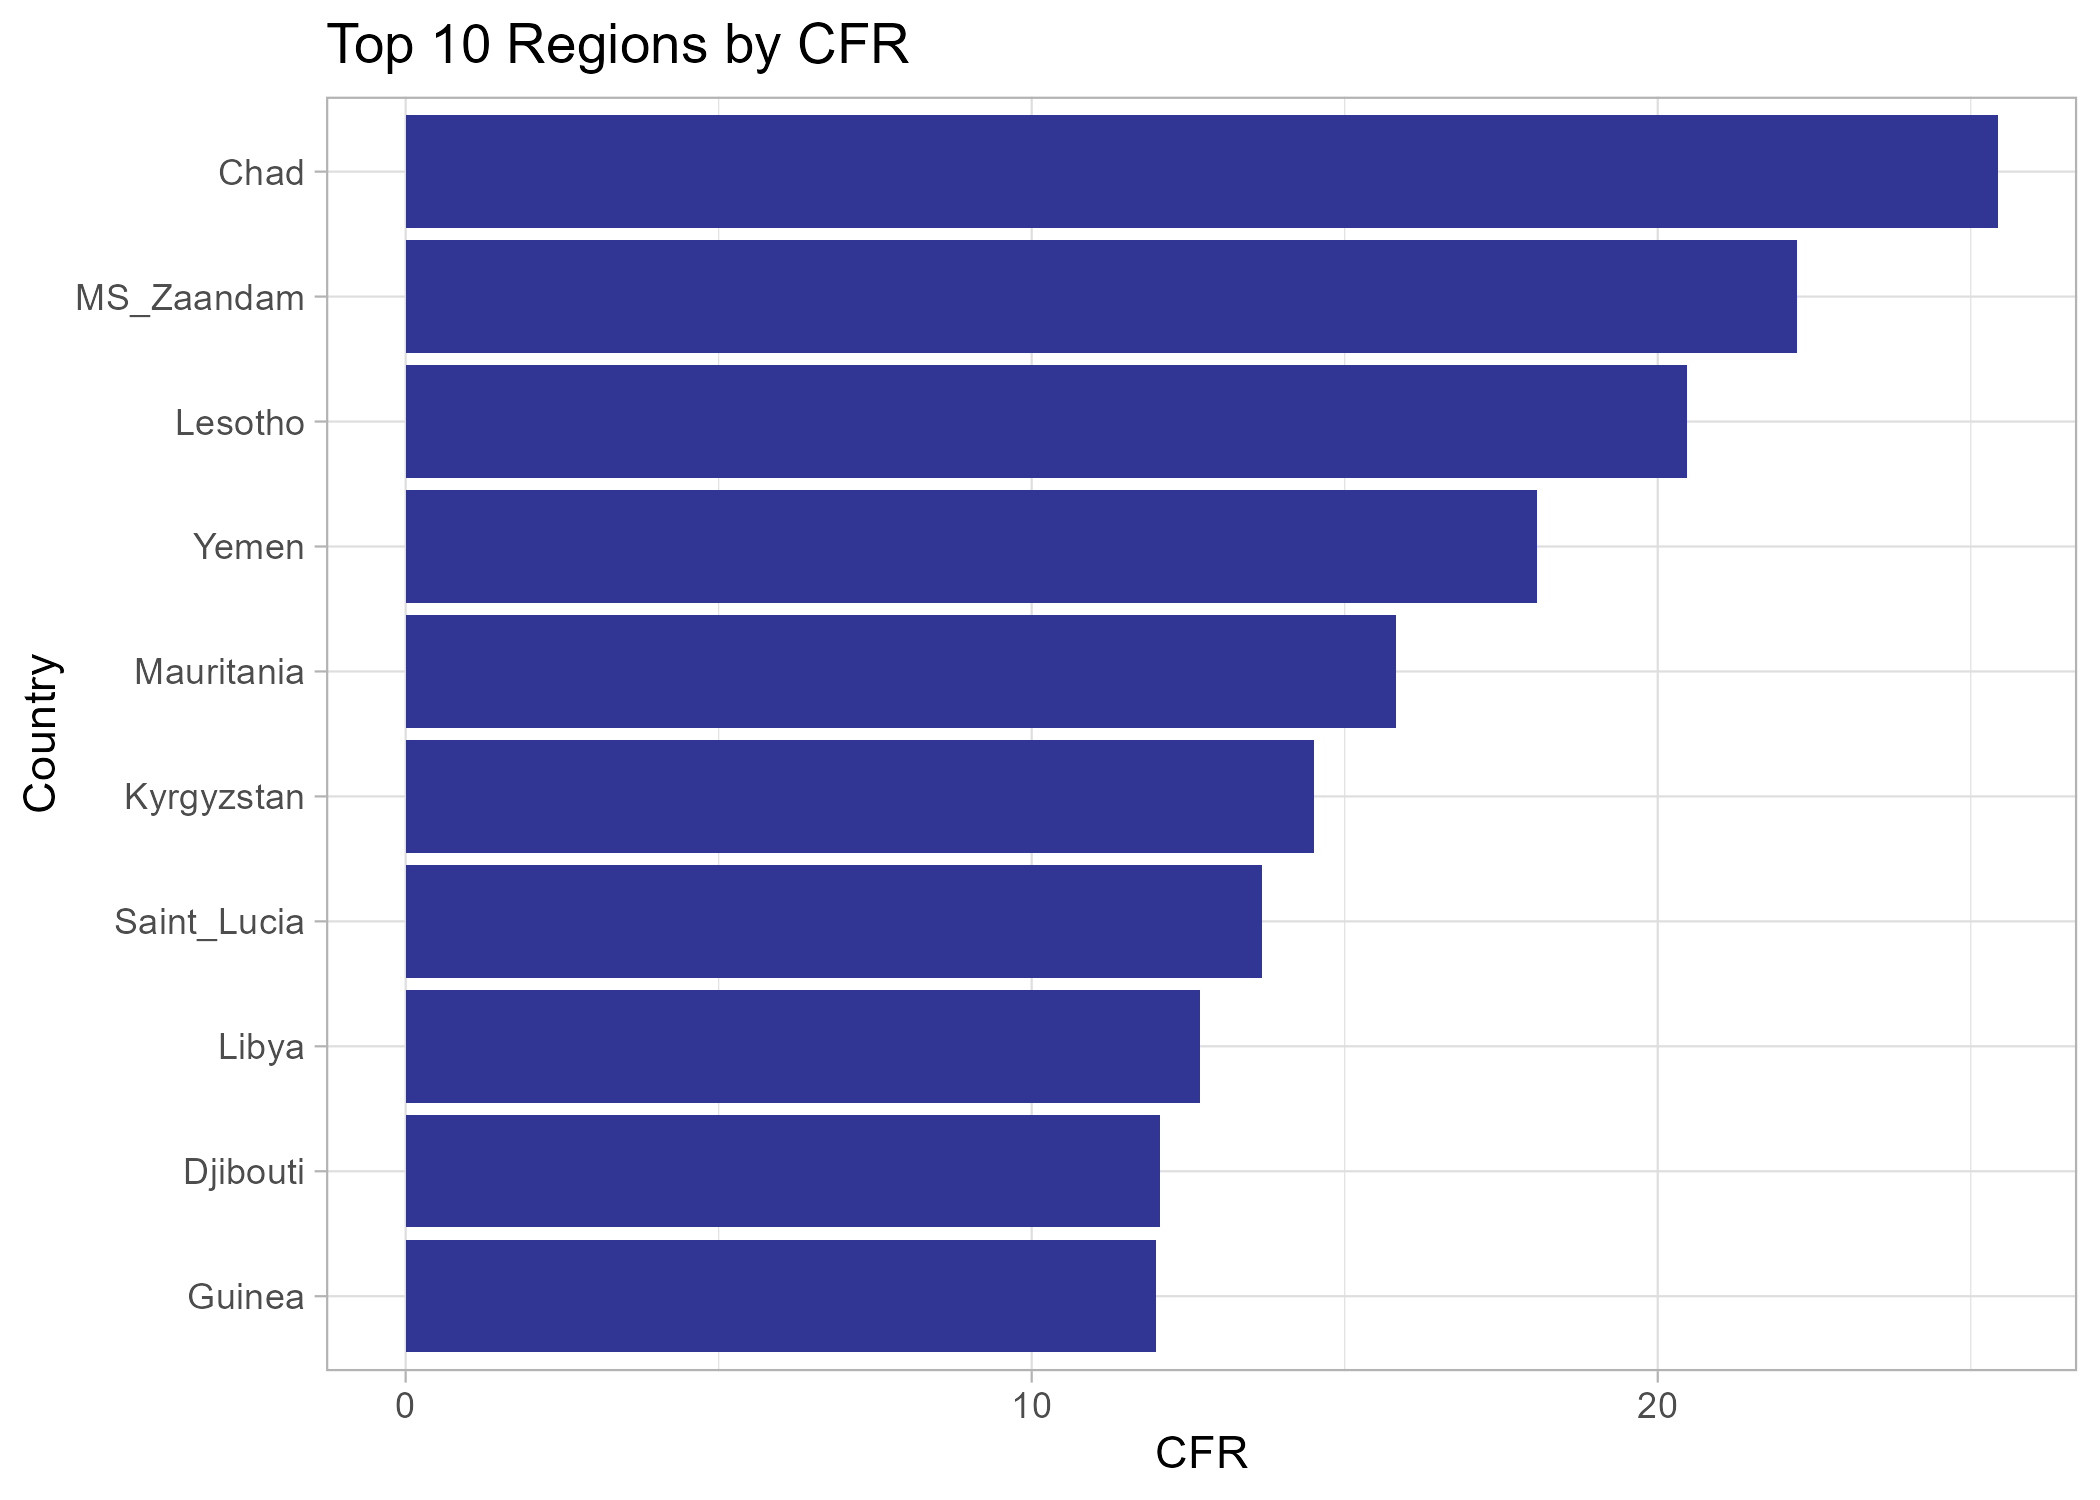 Top 10 Regions by CFR
Country
Chad
MS_Zaandam
Lesotho
Yemen
Mauritania
Kyrgyzstan
Saint_Lucia
Libya
Djibouti
Guinea
0 10 20
CFR